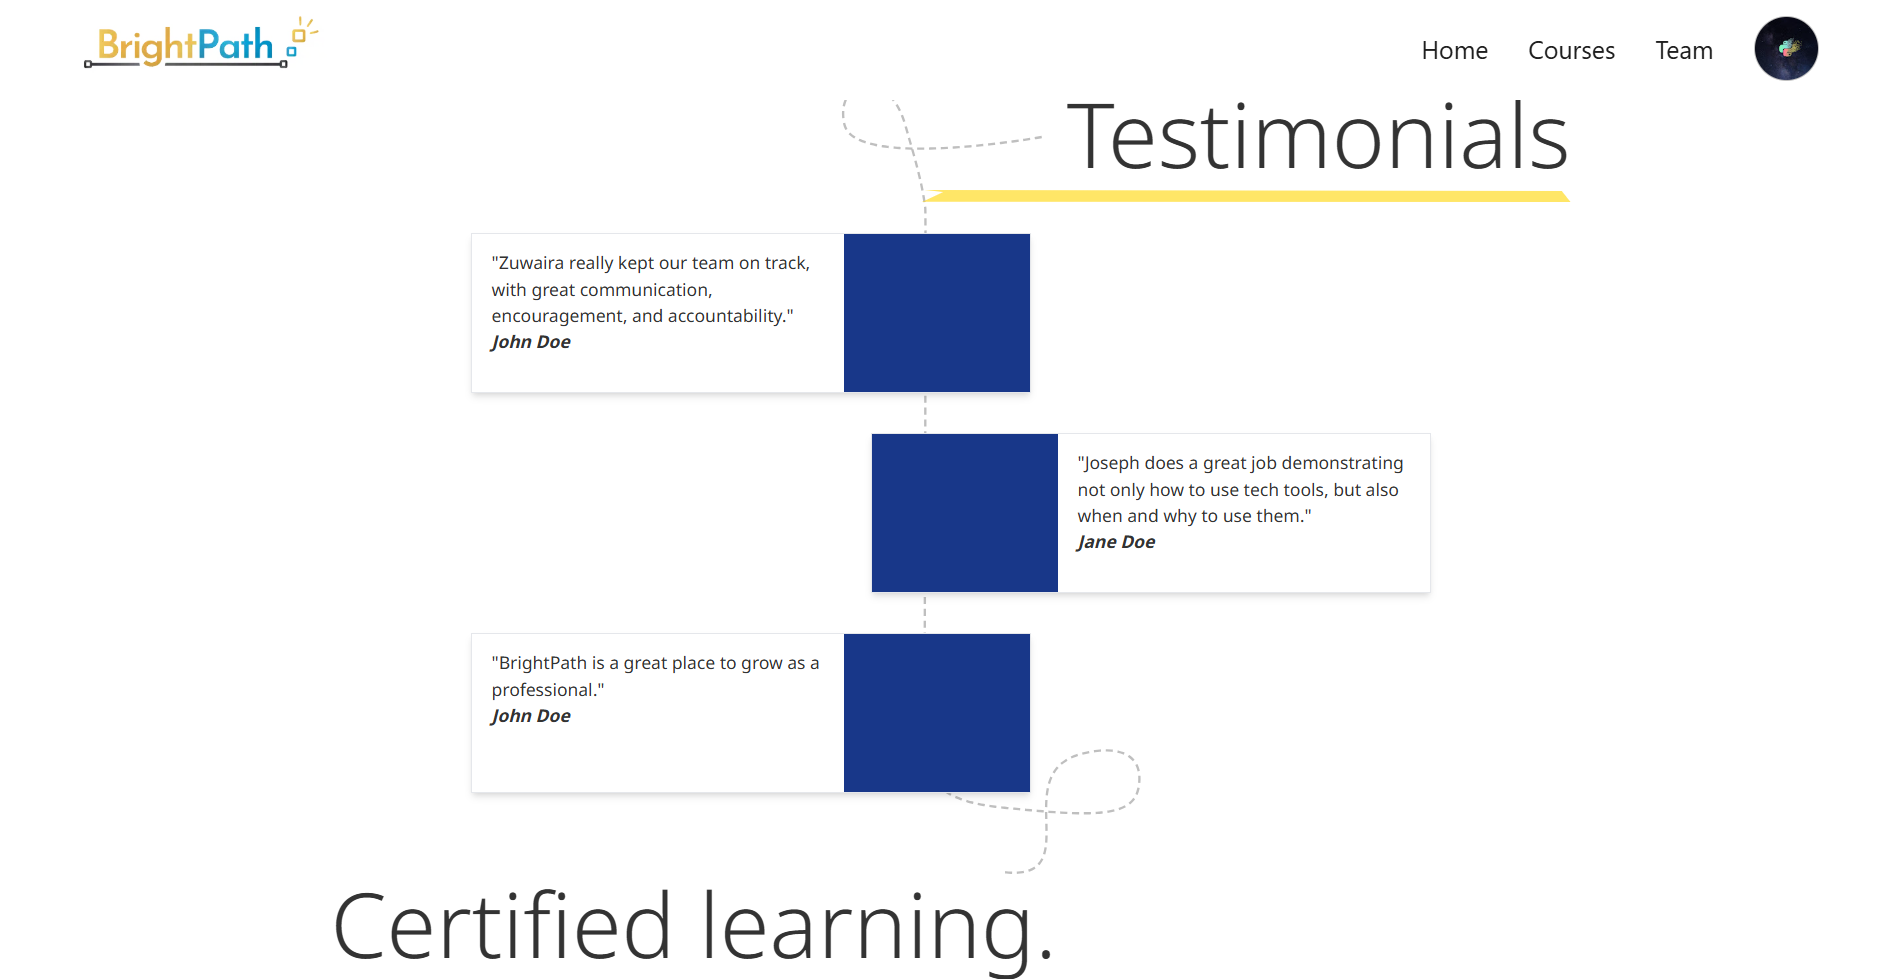 BrightPath
Home Courses Team
Testimonials
"Zuwaira really kept our team on track,
with great communication,
encouragement, and accountability."
John Doe
"Joseph does a great job demonstrating
not only how to use tech tools, but also
when and why to use them."
Jane Doe
"BrightPath is a great place to grow as a
professional."
John Doe
Certified learning.